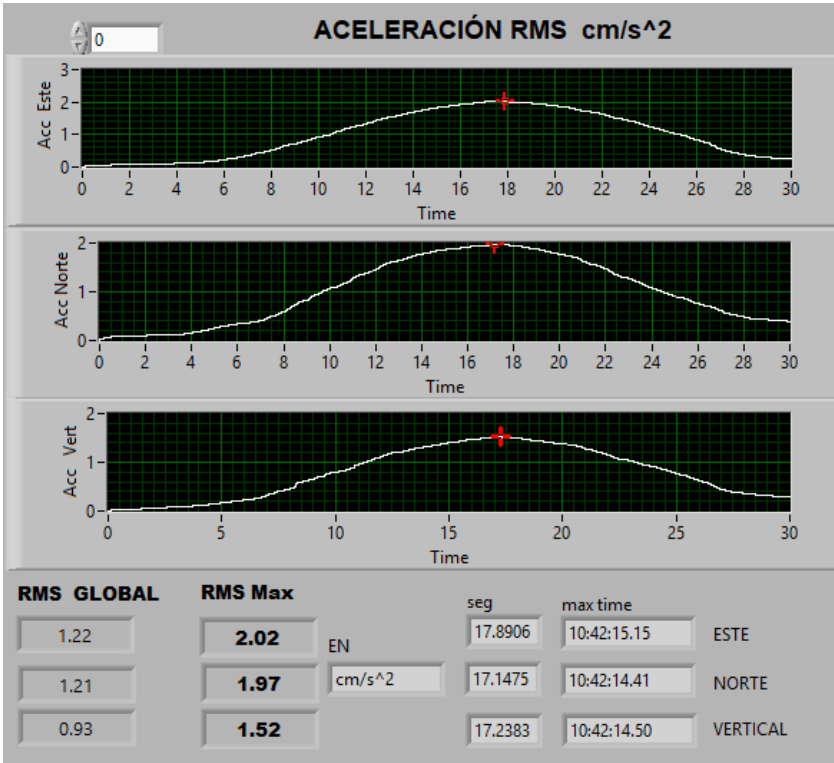 0
ACELERACIÓN RMS cm/s^2
Acc Este
3
2
1
0
0 2 4 6 8 10 12 14 16 18 20 22 24 26 28 30
Time
Acc Norte
2
1
0
0 2 4 6 8 10 12 14 16 18 20 22 24 26 28 30
Time
Acc Vert
2
1
0
0 5 10 15 20 25 30
Time
RMS GLOBAL RMS Max seg max time
1.22 2.02 17.8906 10:42:15.15 ESTE
EN
1.21 1.97 cm/s^2 17.1475 10:42:14.41 NORTE
0.93 1.52 17.2383 10:42:14.50 VERTICAL